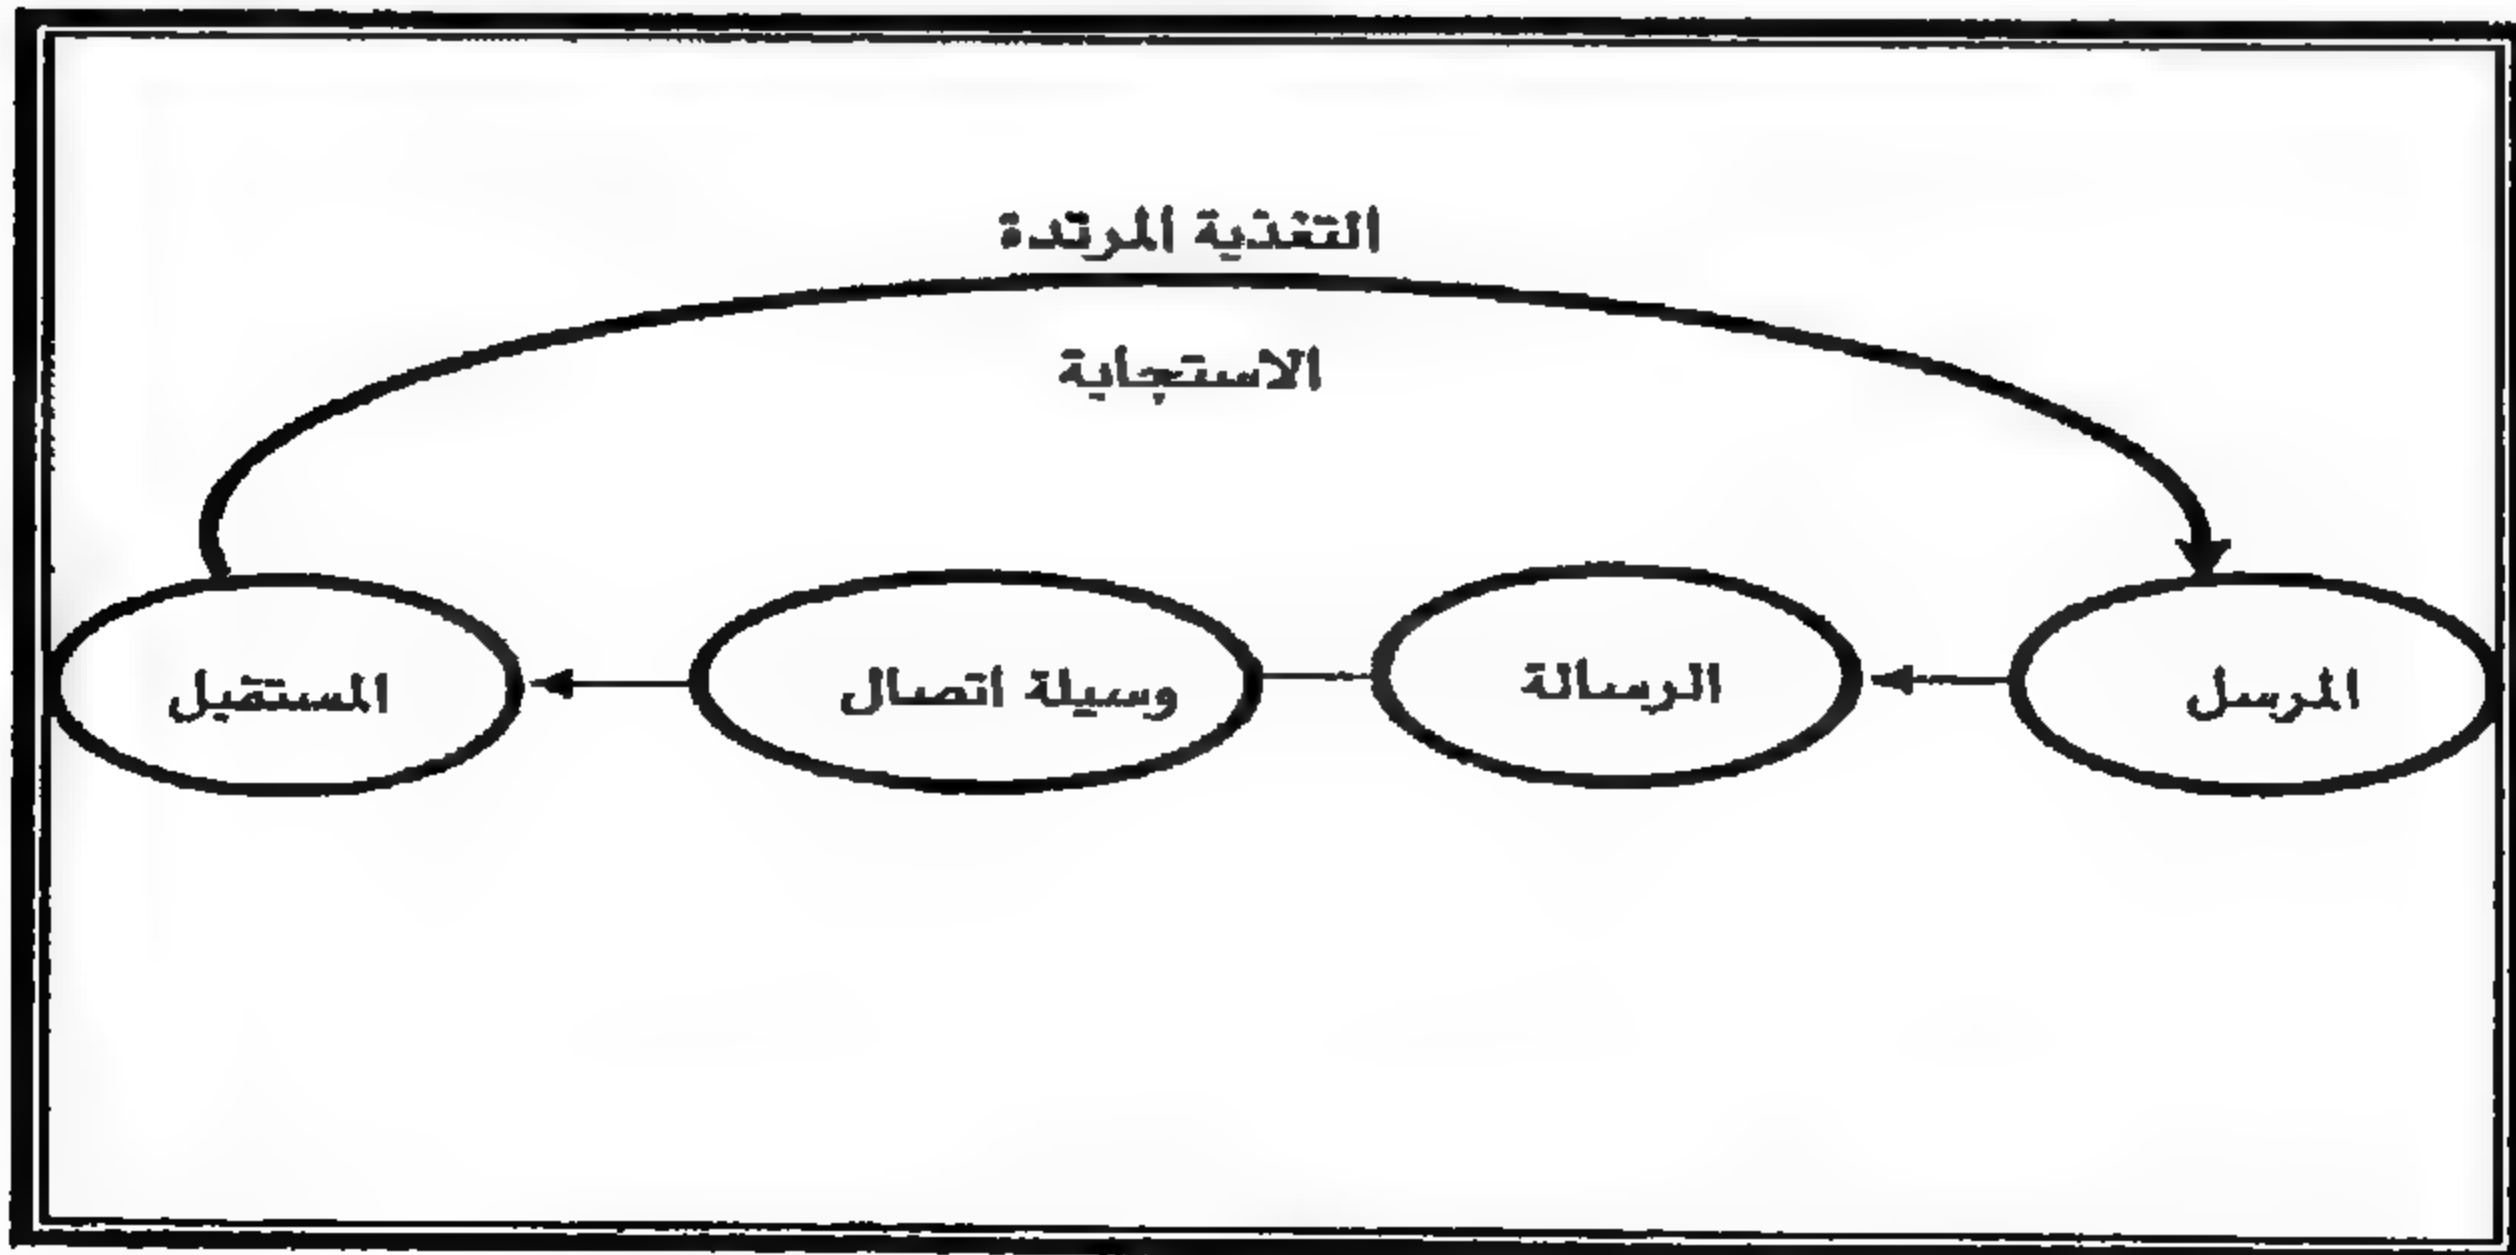 التغذية المرتدة
الاستجابة
المرسل
الرسالة
وسيلة اتصال
المستقبل